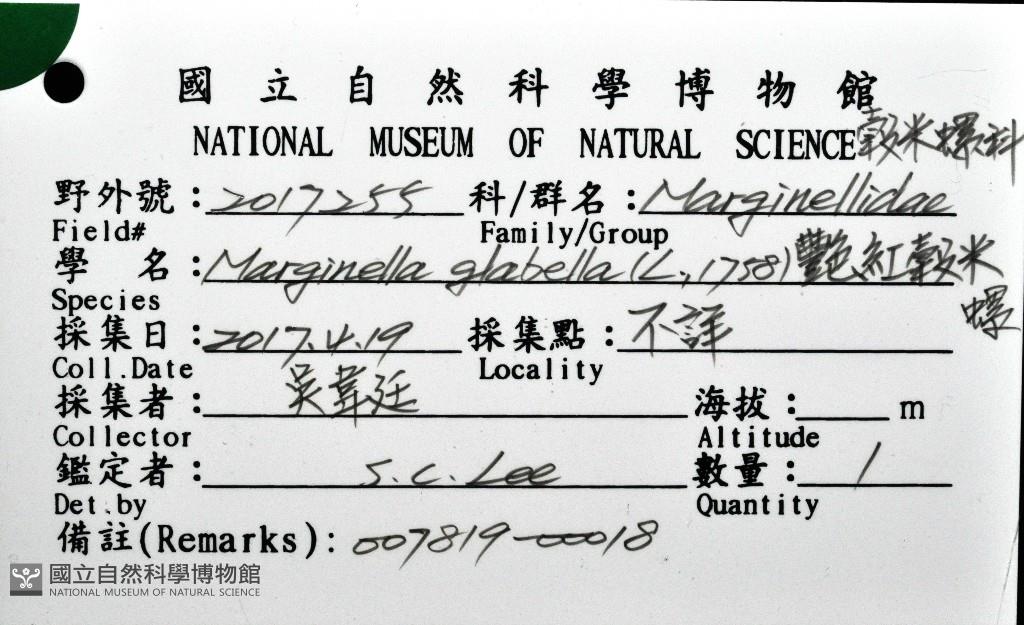 國立自然科學博物館
NATIONAL MUSEUM OF NATURAL SCIENCE 穀米螺科
野外號:2017255 科/群名:Marginellidae
Field# Family/Group
學名:Marginella glabella (L, 1758) 艷紅穀米螺
Species
採集日:2017.4.19 採集點:不詳
Coll.Date Locality
採集者:吳葦廷 海拔: m
Collector Altitude
鑑定者:S.C. Lee 數量:1
Det.by Quantity
備註(Remarks): 007819-00018
國立自然科學博物館
NATIONAL MUSEUM OF NATURAL SCIENCE